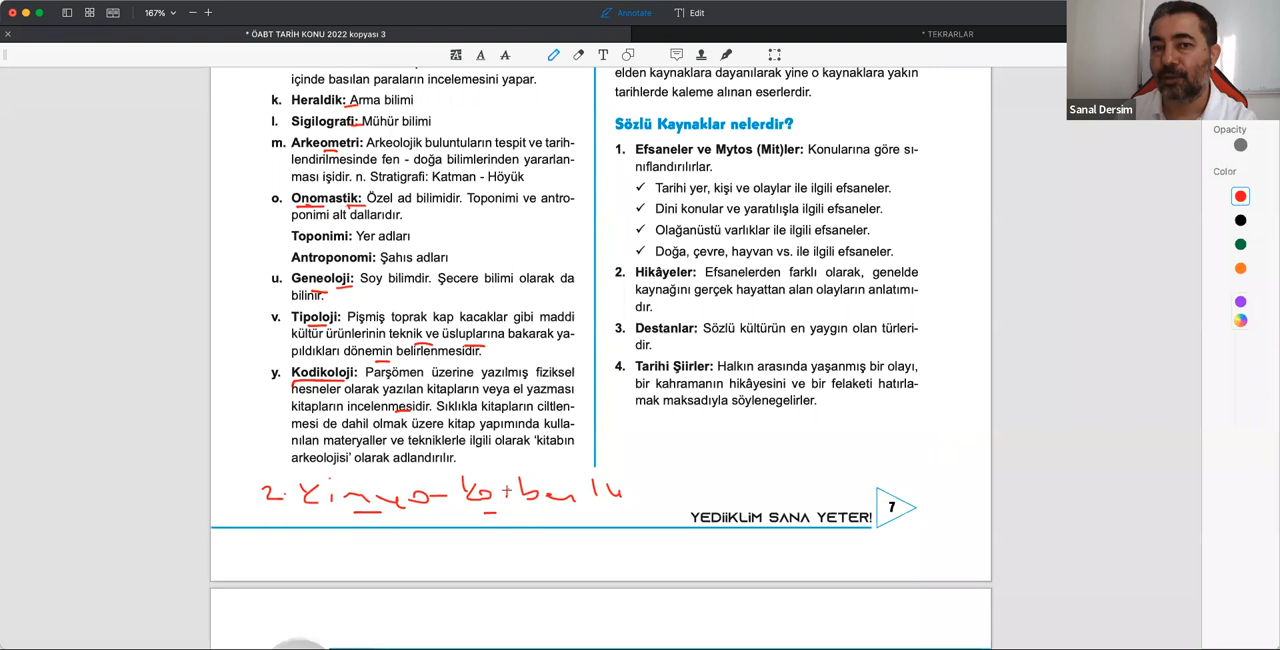 167%
Annotate
Edit
* ÖABT TARİH KONU 2022 kopyası 3
* TEKRARLAR
Sanal Dersim
Opacity
Color
içinde basılan paraların incelemesini yapar.
k. Heraldik: Arma bilimi
l. Sigilografi: Mühür bilimi
m. Arkeometri: Arkeolojik buluntuların tespit ve tarih-
lendirilmesinde fen - doğa bilimlerinden yararlan-
ması işidir. n. Stratigrafi: Katman - Höyük
o. Onomastik: Özel ad bilimidir. Toponimi ve antro-
ponimi alt dallarıdır.
Toponimi: Yer adları
Antroponomi: Şahıs adları
u. Geneoloji: Soy bilimdir. Şecere bilimi olarak da
bilinir.
v. Tipoloji: Pişmiş toprak kap kacaklar gibi maddi
kültür ürünlerinin teknik ve üsluplarına bakarak ya-
pıldıkları dönemin belirlenmesidir.
y. Kodikoloji: Parşömen üzerine yazılmış fiziksel
nesneler olarak yazılan kitapların veya el yazması
kitapların incelenmesidir. Sıklıkla kitapların ciltlen-
mesi de dahil olmak üzere kitap yapımında kulla-
nılan materyaller ve tekniklerle ilgili olarak ‘kitabın
arkeolojisi’ olarak adlandırılır.
elden kaynaklara dayanılarak yine o kaynaklara yakın
tarihlerde kaleme alınan eserlerdir.
Sözlü Kaynaklar nelerdir?
1. Efsaneler ve Mytos (Mit)ler: Konularına göre sı-
nıflandırılırlar.
✓ Tarihi yer, kişi ve olaylar ile ilgili efsaneler.
✓ Dini konular ve yaratılışla ilgili efsaneler.
✓ Olağanüstü varlıklar ile ilgili efsaneler.
✓ Doğa, çevre, hayvan vs. ile ilgili efsaneler.
2. Hikâyeler: Efsanelerden farklı olarak, genelde
kaynağını gerçek hayattan alan olayların anlatımı-
dır.
3. Destanlar: Sözlü kültürün en yaygın olan türleri-
dir.
4. Tarihi Şiirler: Halkın arasında yaşanmış bir olayı,
bir kahramanın hikâyesini ve bir felaketi hatırla-
mak maksadıyla söylenegelirler.
2.
YEDİİKLİM SANA YETER!
7